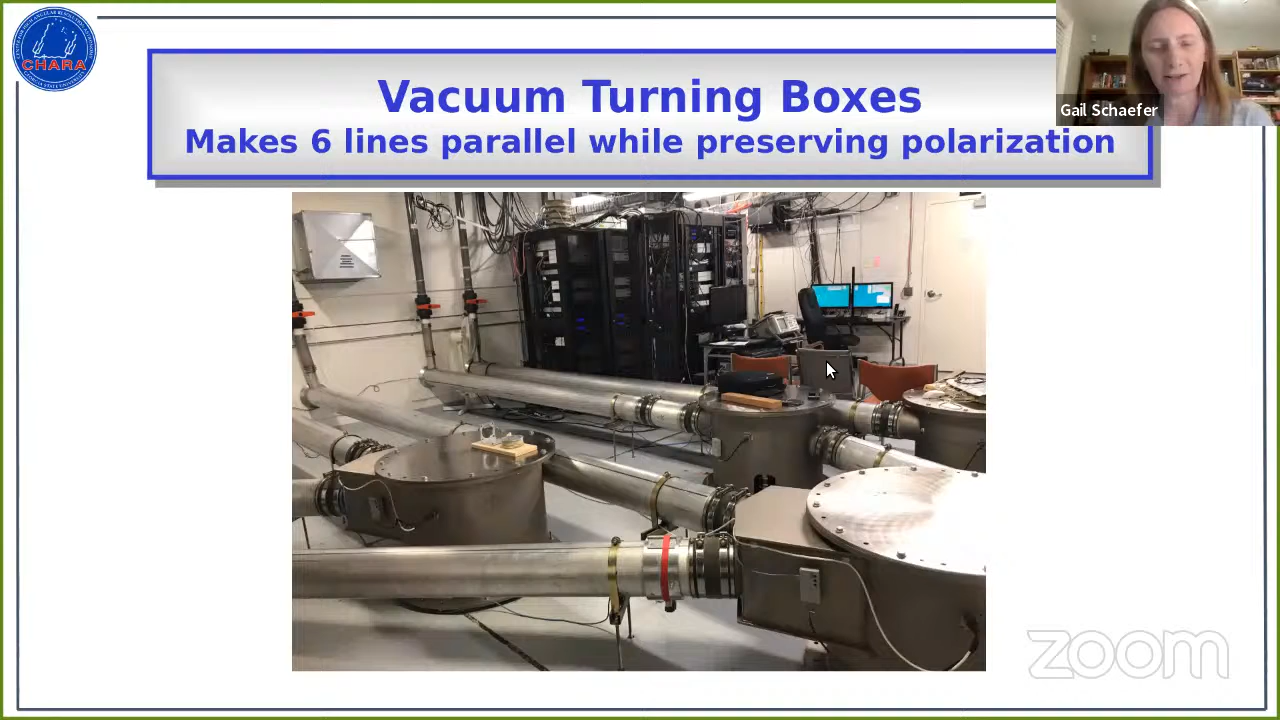 CHARA
Vacuum Turning Boxes
Makes 6 lines parallel while preserving polarization
Gail Schaefer
zoom